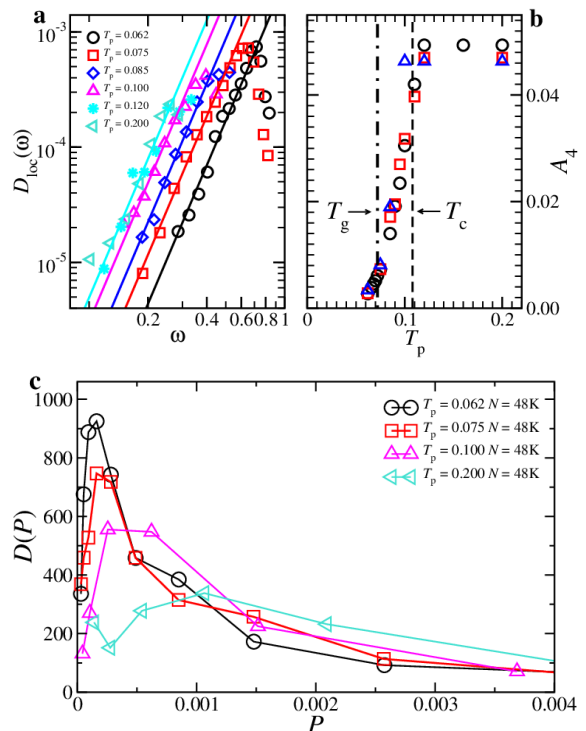 a
10⁻³
10⁻⁴
10⁻⁵
D_loc(ω)
T_p = 0.062
T_p = 0.075
T_p = 0.085
T_p = 0.100
T_p = 0.120
T_p = 0.200
0.2 0.4 0.6 0.8 1
ω
b
T_g
T_c
0.04
0.02
0.00
A_4
0 0.1 0.2
T_p
c
1000
800
600
400
200
0
D(P)
T_p = 0.062 N = 48K
T_p = 0.075 N = 48K
T_p = 0.100 N = 48K
T_p = 0.200 N = 48K
0 0.001 0.002 0.003 0.004
P